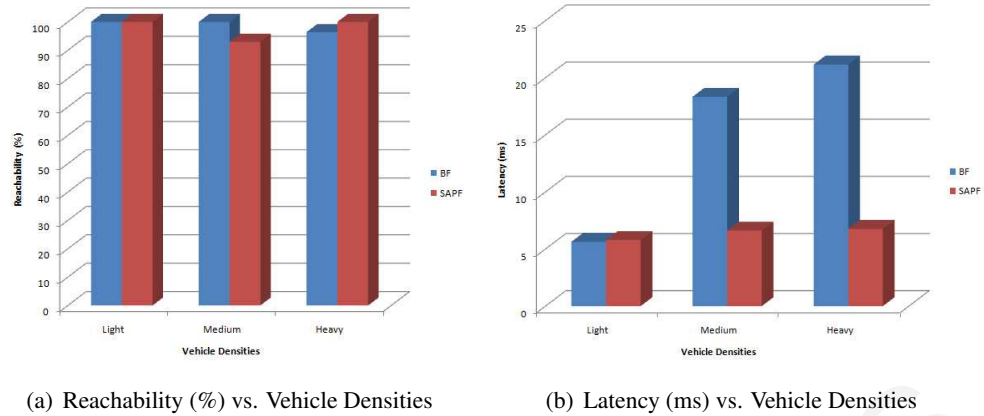 100
90
80
70
60
50
40
30
20
10
0
Reachability (%)
Light
Medium
Heavy
Vehicle Densities
BF
SAPF
25
20
15
10
5
0
Latency (ms)
Light
Medium
Heavy
Vehicle Densities
BF
SAPF
(a) Reachability (%) vs. Vehicle Densities
(b) Latency (ms) vs. Vehicle Densities